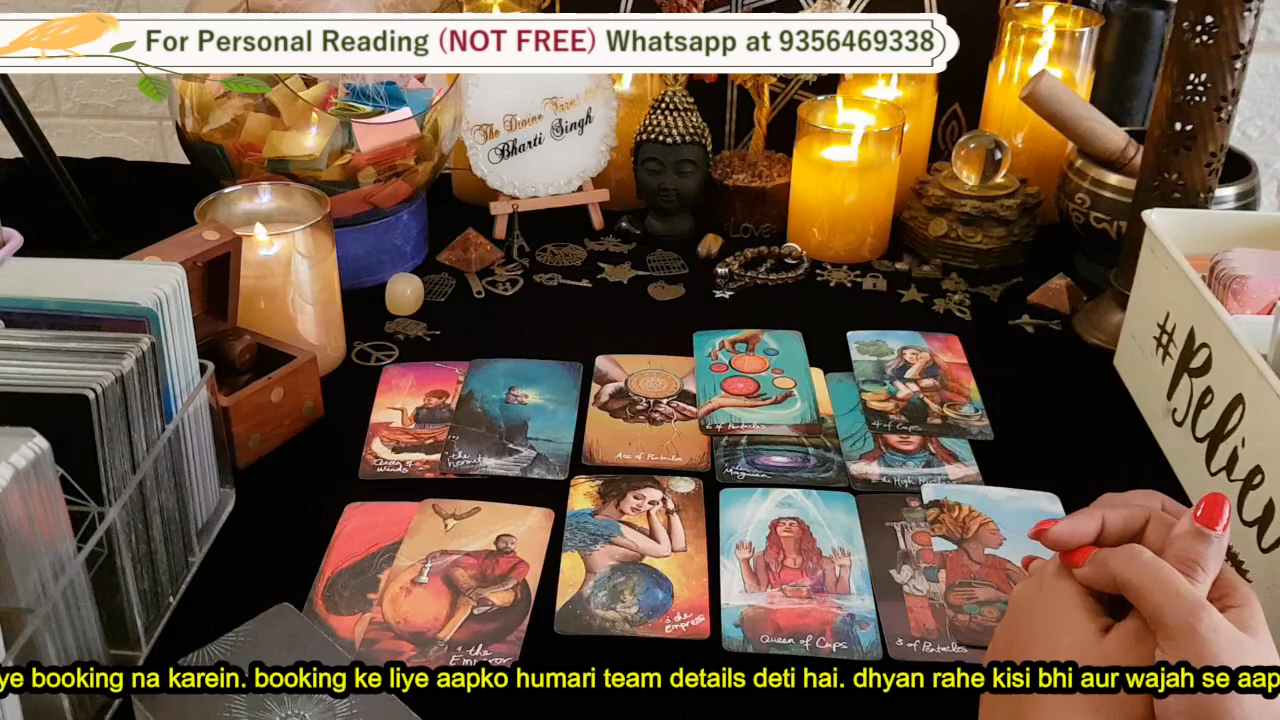 For Personal Reading (NOT FREE) Whatsapp at 9356469338
The Divine Tarot
Bharti Singh
LOVE
#Believe
Queen of Wands
the hermit
Ace of Pentacles
6 of Pentacles
the Magician
4 of Cups
the High
the Emperor
the Empress
Queen of Cups
3 of Pentacles
ye booking na karein. booking ke liye aapko humari team details deti hai. dhyan rahe kisi bhi aur wajah se aap